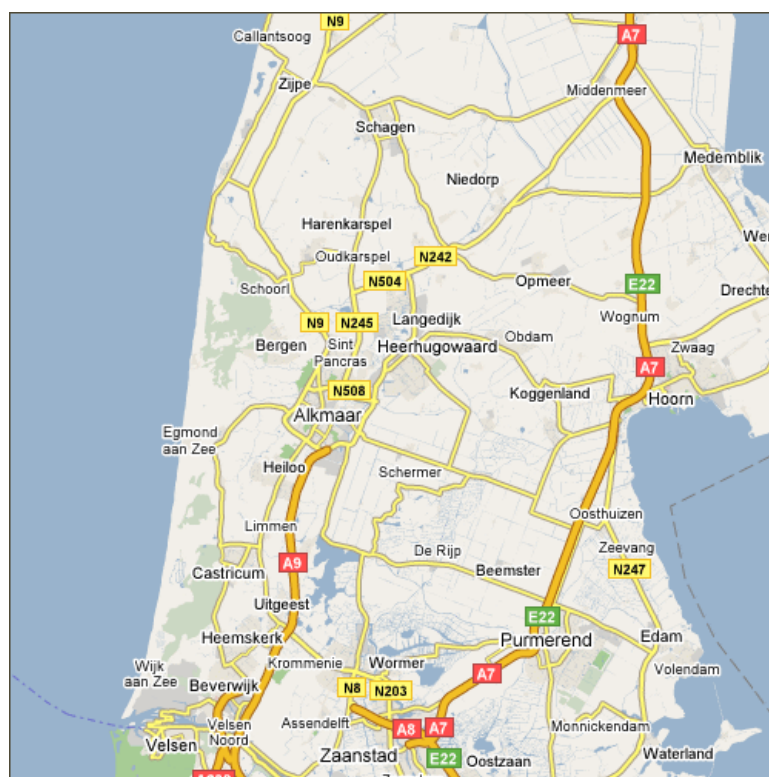 N9
Callantsoog
A7
Zijpe
Middenmeer
Schagen
Medemblik
Niedorp
Harenkarspel
Oudkarspel
N242
N504
Opmeer
E22
Schoorl
Drechte
Langedijk
Wognum
N9
N245
Bergen
Sint
Pancras
Heerhugowaard
Obdam
Zwaag
A7
N508
Koggenland
Hoorn
Alkmaar
Egmond
aan Zee
Heiloo
Schermer
Limmen
Oosthuizen
De Rijp
Zeevang
A9
Castricum
Beemster
N247
Uitgeest
E22
Heemskerk
Purmerend
Edam
Wijk
aan Zee
Krommenie
Wormer
Volendam
A7
Beverwijk
N8
N203
Assendelft
Monnickendam
A8
A7
Velsen
Velsen
Noord
Zaanstad
E22
Oostzaan
Waterland